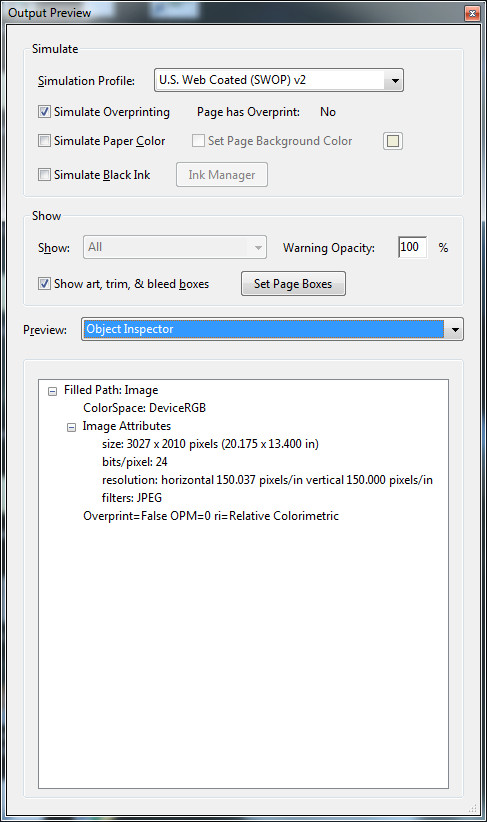 Output Preview
Simulate
Simulation Profile: U.S. Web Coated (SWOP) v2
Simulate Overprinting Page has Overprint: No
Simulate Paper Color Set Page Background Color
Simulate Black Ink Ink Manager
Show
Show: All Warning Opacity: 100 %
Show art, trim, & bleed boxes Set Page Boxes
Preview: Object Inspector
Filled Path: Image
ColorSpace: DeviceRGB
Image Attributes
size: 3027 x 2010 pixels (20.175 x 13.400 in)
bits/pixel: 24
resolution: horizontal 150.037 pixels/in vertical 150.000 pixels/in
filters: JPEG
Overprint=False OPM=0 ri=Relative Colorimetric